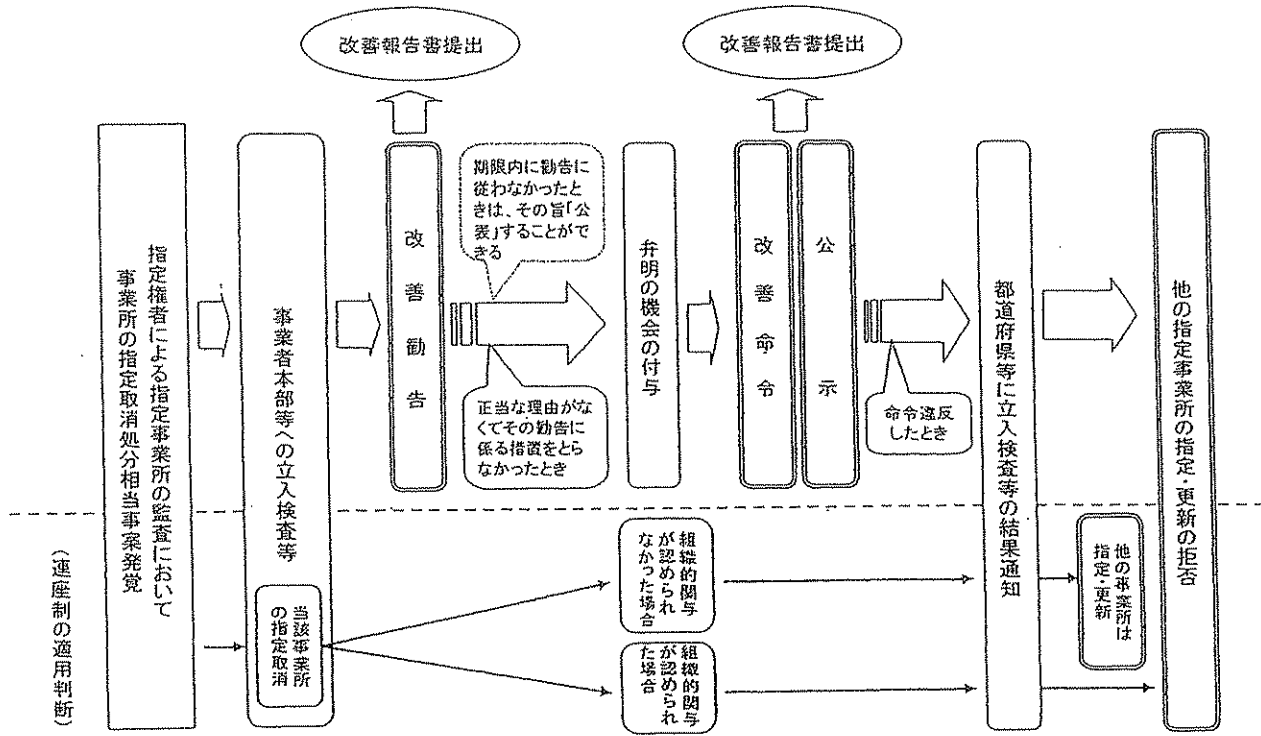 改善報告書提出
改善報告書提出
指定権者による指定事業所の監査において
事業所の指定取消処分相当事案発覚
事業者本部等への立入検査等
改善勧告
期限内に勧告に
従わなかったと
きは、その旨「公
表」することがで
きる
正当な理由がな
くてその勧告に
係る措置をとら
なかったとき
弁明の機会の付与
改善命令
公示
命令違反
したとき
都道府県等に立入検査等の結果通知
他の指定事業所の指定・更新の拒否
(連座制の適用判断)
当該事業所
の指定取消
組織的関与
が認められ
なかった場合
組織的関与
が認められ
た場合
他の事業所は
指定・更新